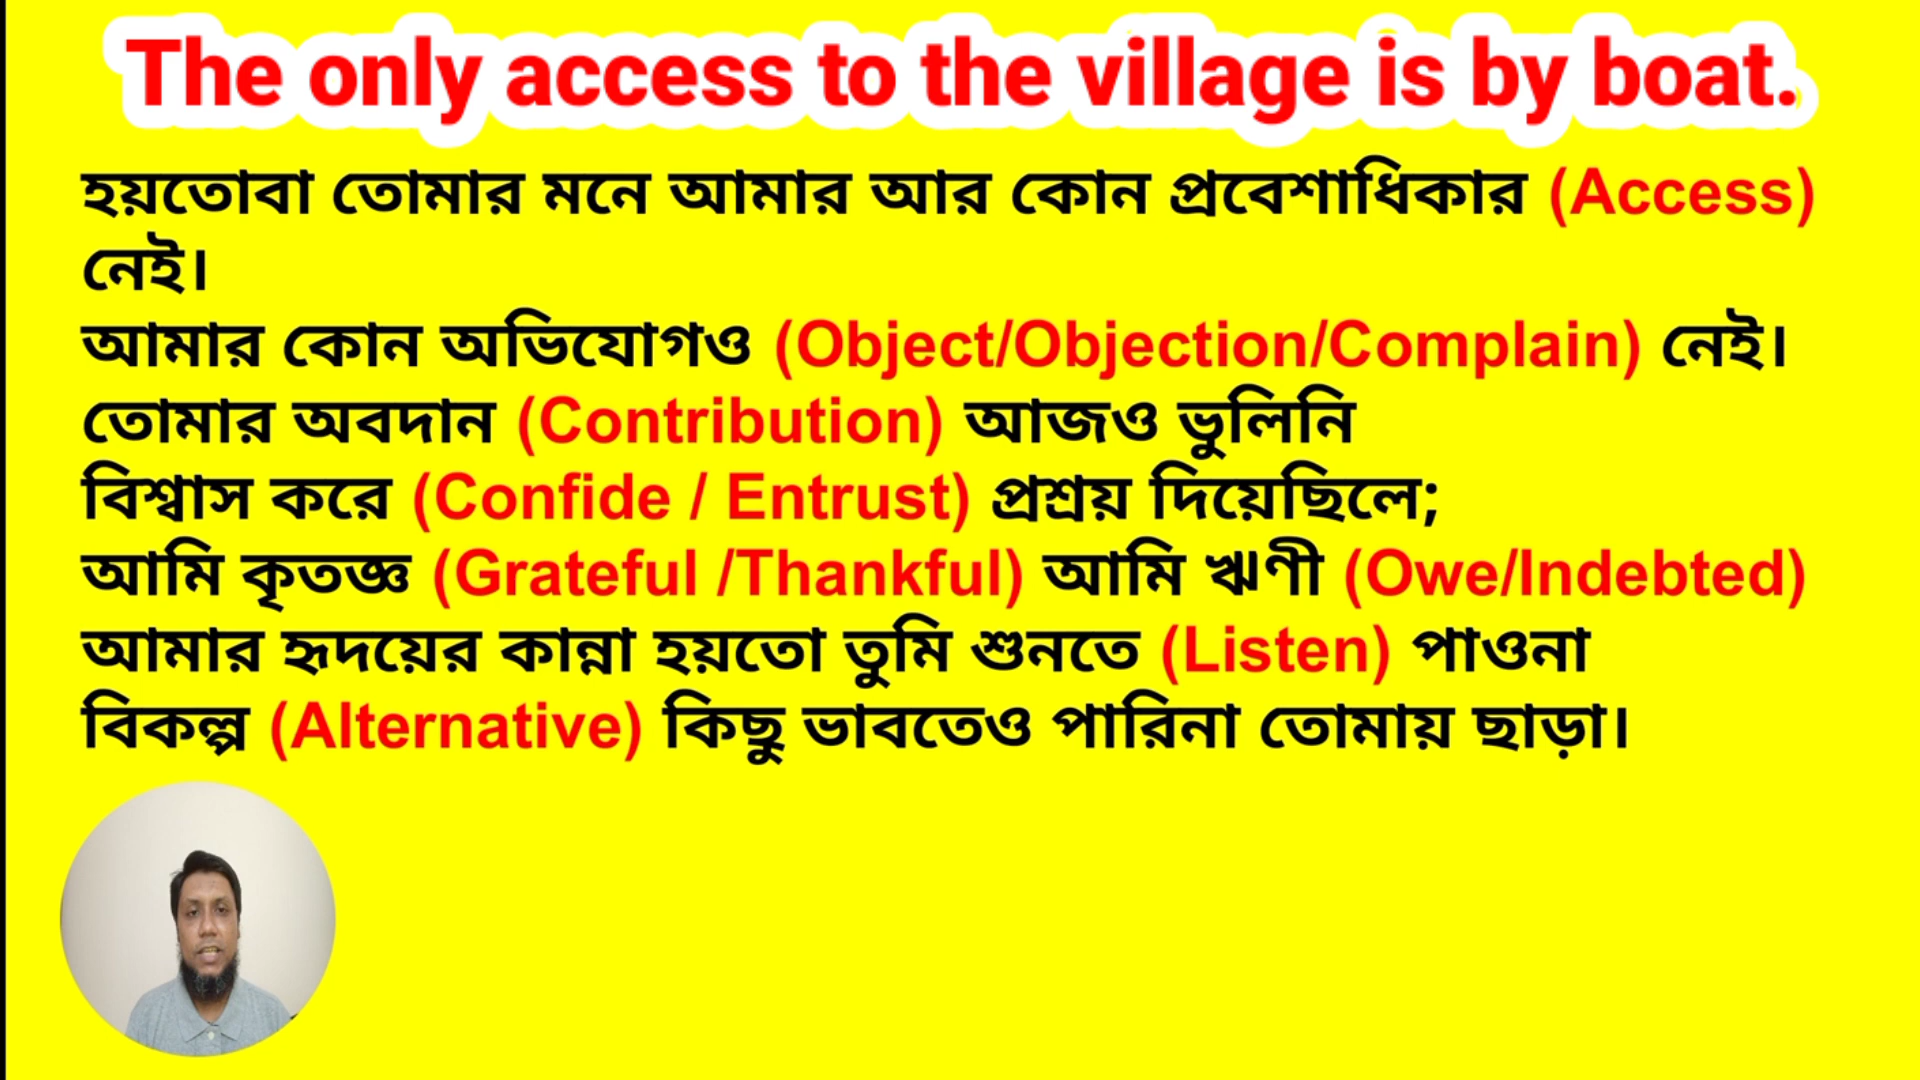 The only access to the village is by boat.
হয়তোবা তোমার মনে আমার আর কোন প্রবেশাধিকার (Access)
নেই।
আমার কোন অভিযোগও (Object/Objection/Complain) নেই।
তোমার অবদান (Contribution) আজও ভুলিনি
বিশ্বাস করে (Confide / Entrust) প্রশ্রয় দিয়েছিলে;
আমি কৃতজ্ঞ (Grateful /Thankful) আমি ঋণী (Owe/Indebted)
আমার হৃদয়ের কান্না হয়তো তুমি শুনতে (Listen) পাওনা
বিকল্প (Alternative) কিছু ভাবতেও পারিনা তোমায় ছাড়া।